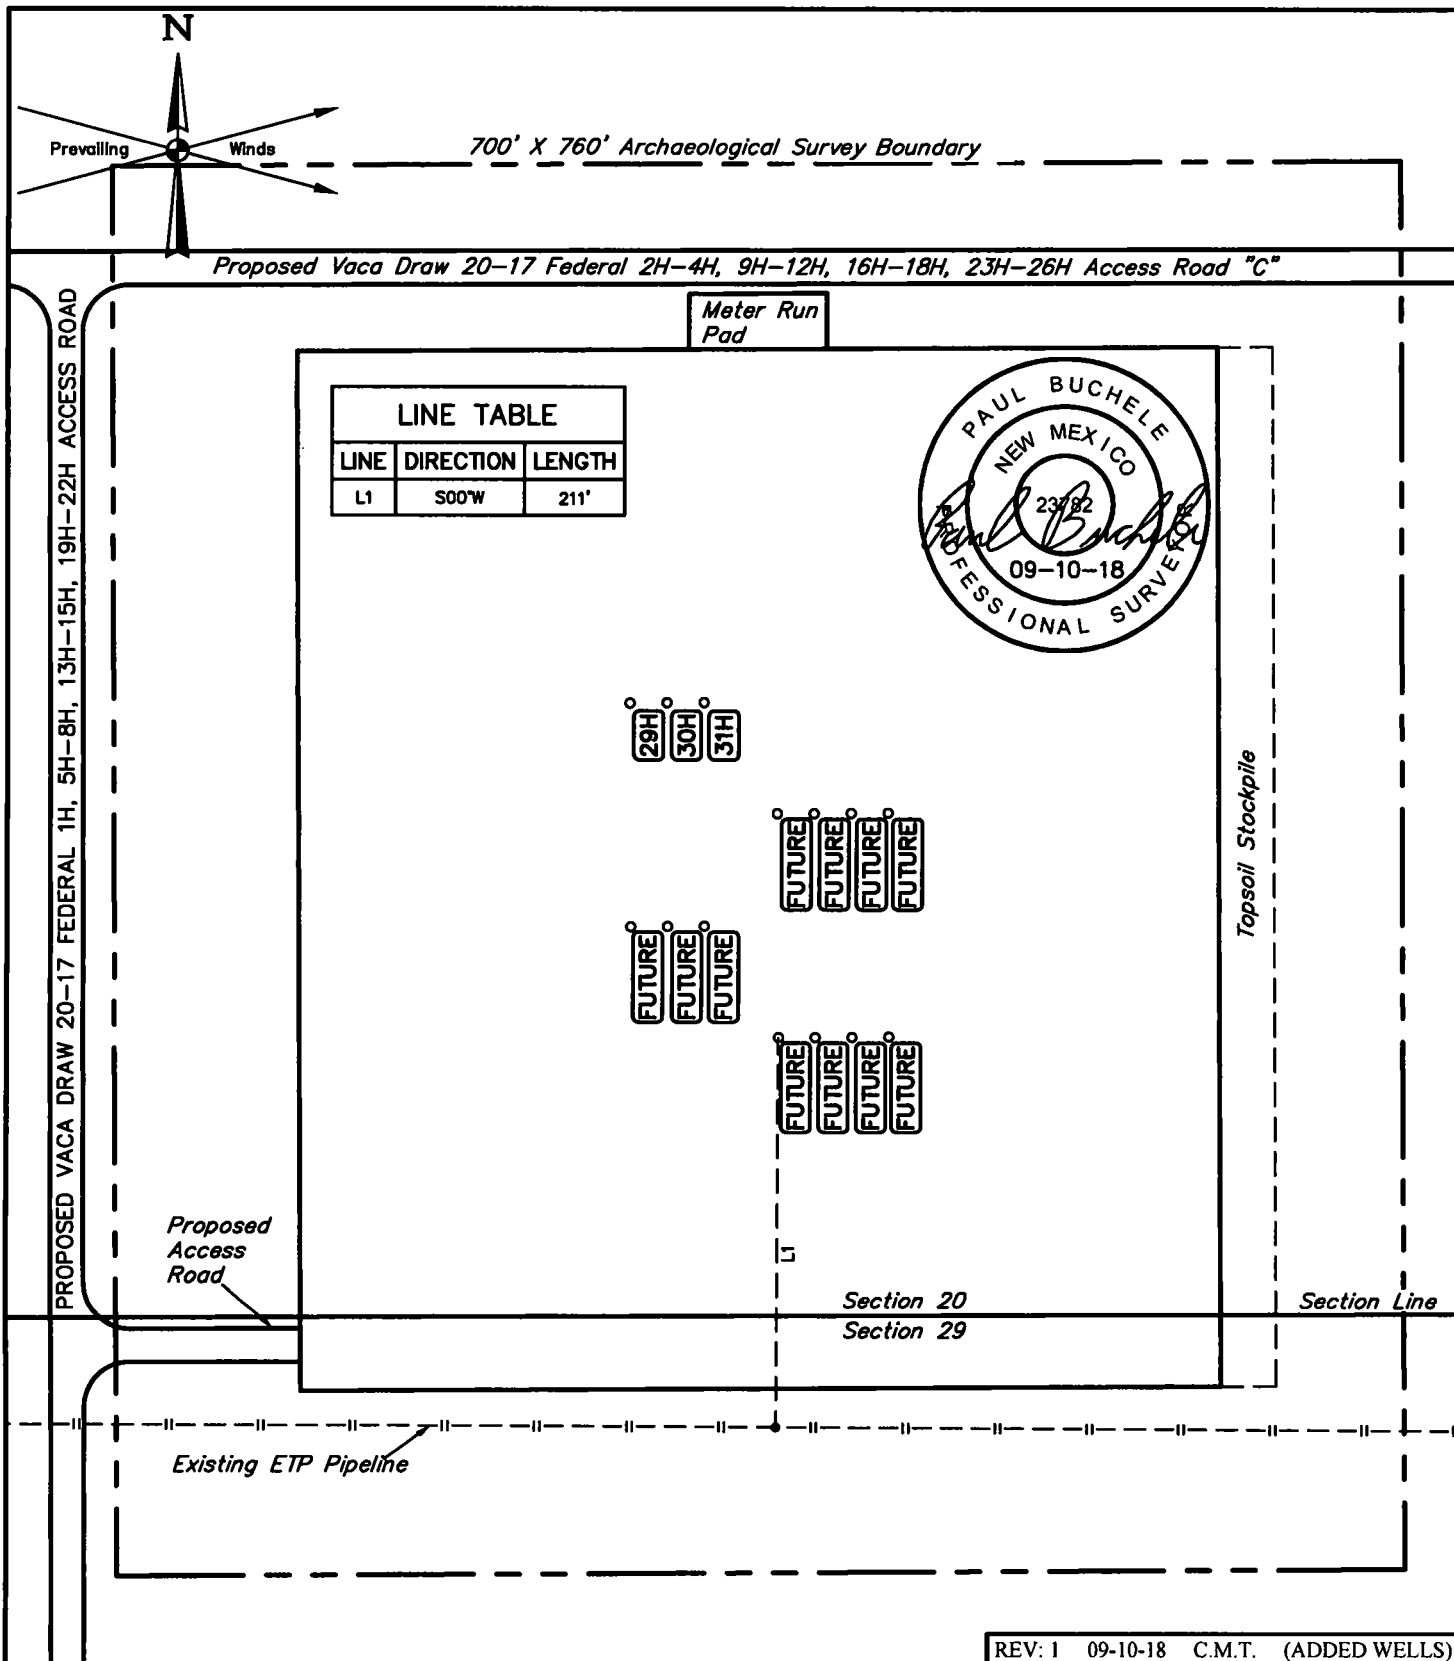 N
Prevailing Winds
700' X 760' Archaeological Survey Boundary
Proposed Vaca Draw 20-17 Federal 2H-4H, 9H-12H, 16H-18H, 23H-26H Access Road "C"
PROPOSED VACA DRAW 20-17 FEDERAL 1H, 5H-8H, 13H-15H, 19H-22H ACCESS ROAD
Meter Run
Pad
LINE TABLE
LINE DIRECTION LENGTH
L1 S00°W 211'
PAUL BUCHELE
NEW MEXICO
23782
Paul Buchele
09-10-18
PROFESSIONAL SURVEYOR
29H 30H 31H
FUTURE FUTURE FUTURE FUTURE
Topsoil Stockpile
FUTURE FUTURE FUTURE
FUTURE FUTURE FUTURE FUTURE
L1
Proposed
Access
Road
Section 20
Section Line
Section 29
Existing ETP Pipeline
REV: 1 09-10-18 C.M.T. (ADDED WELLS)